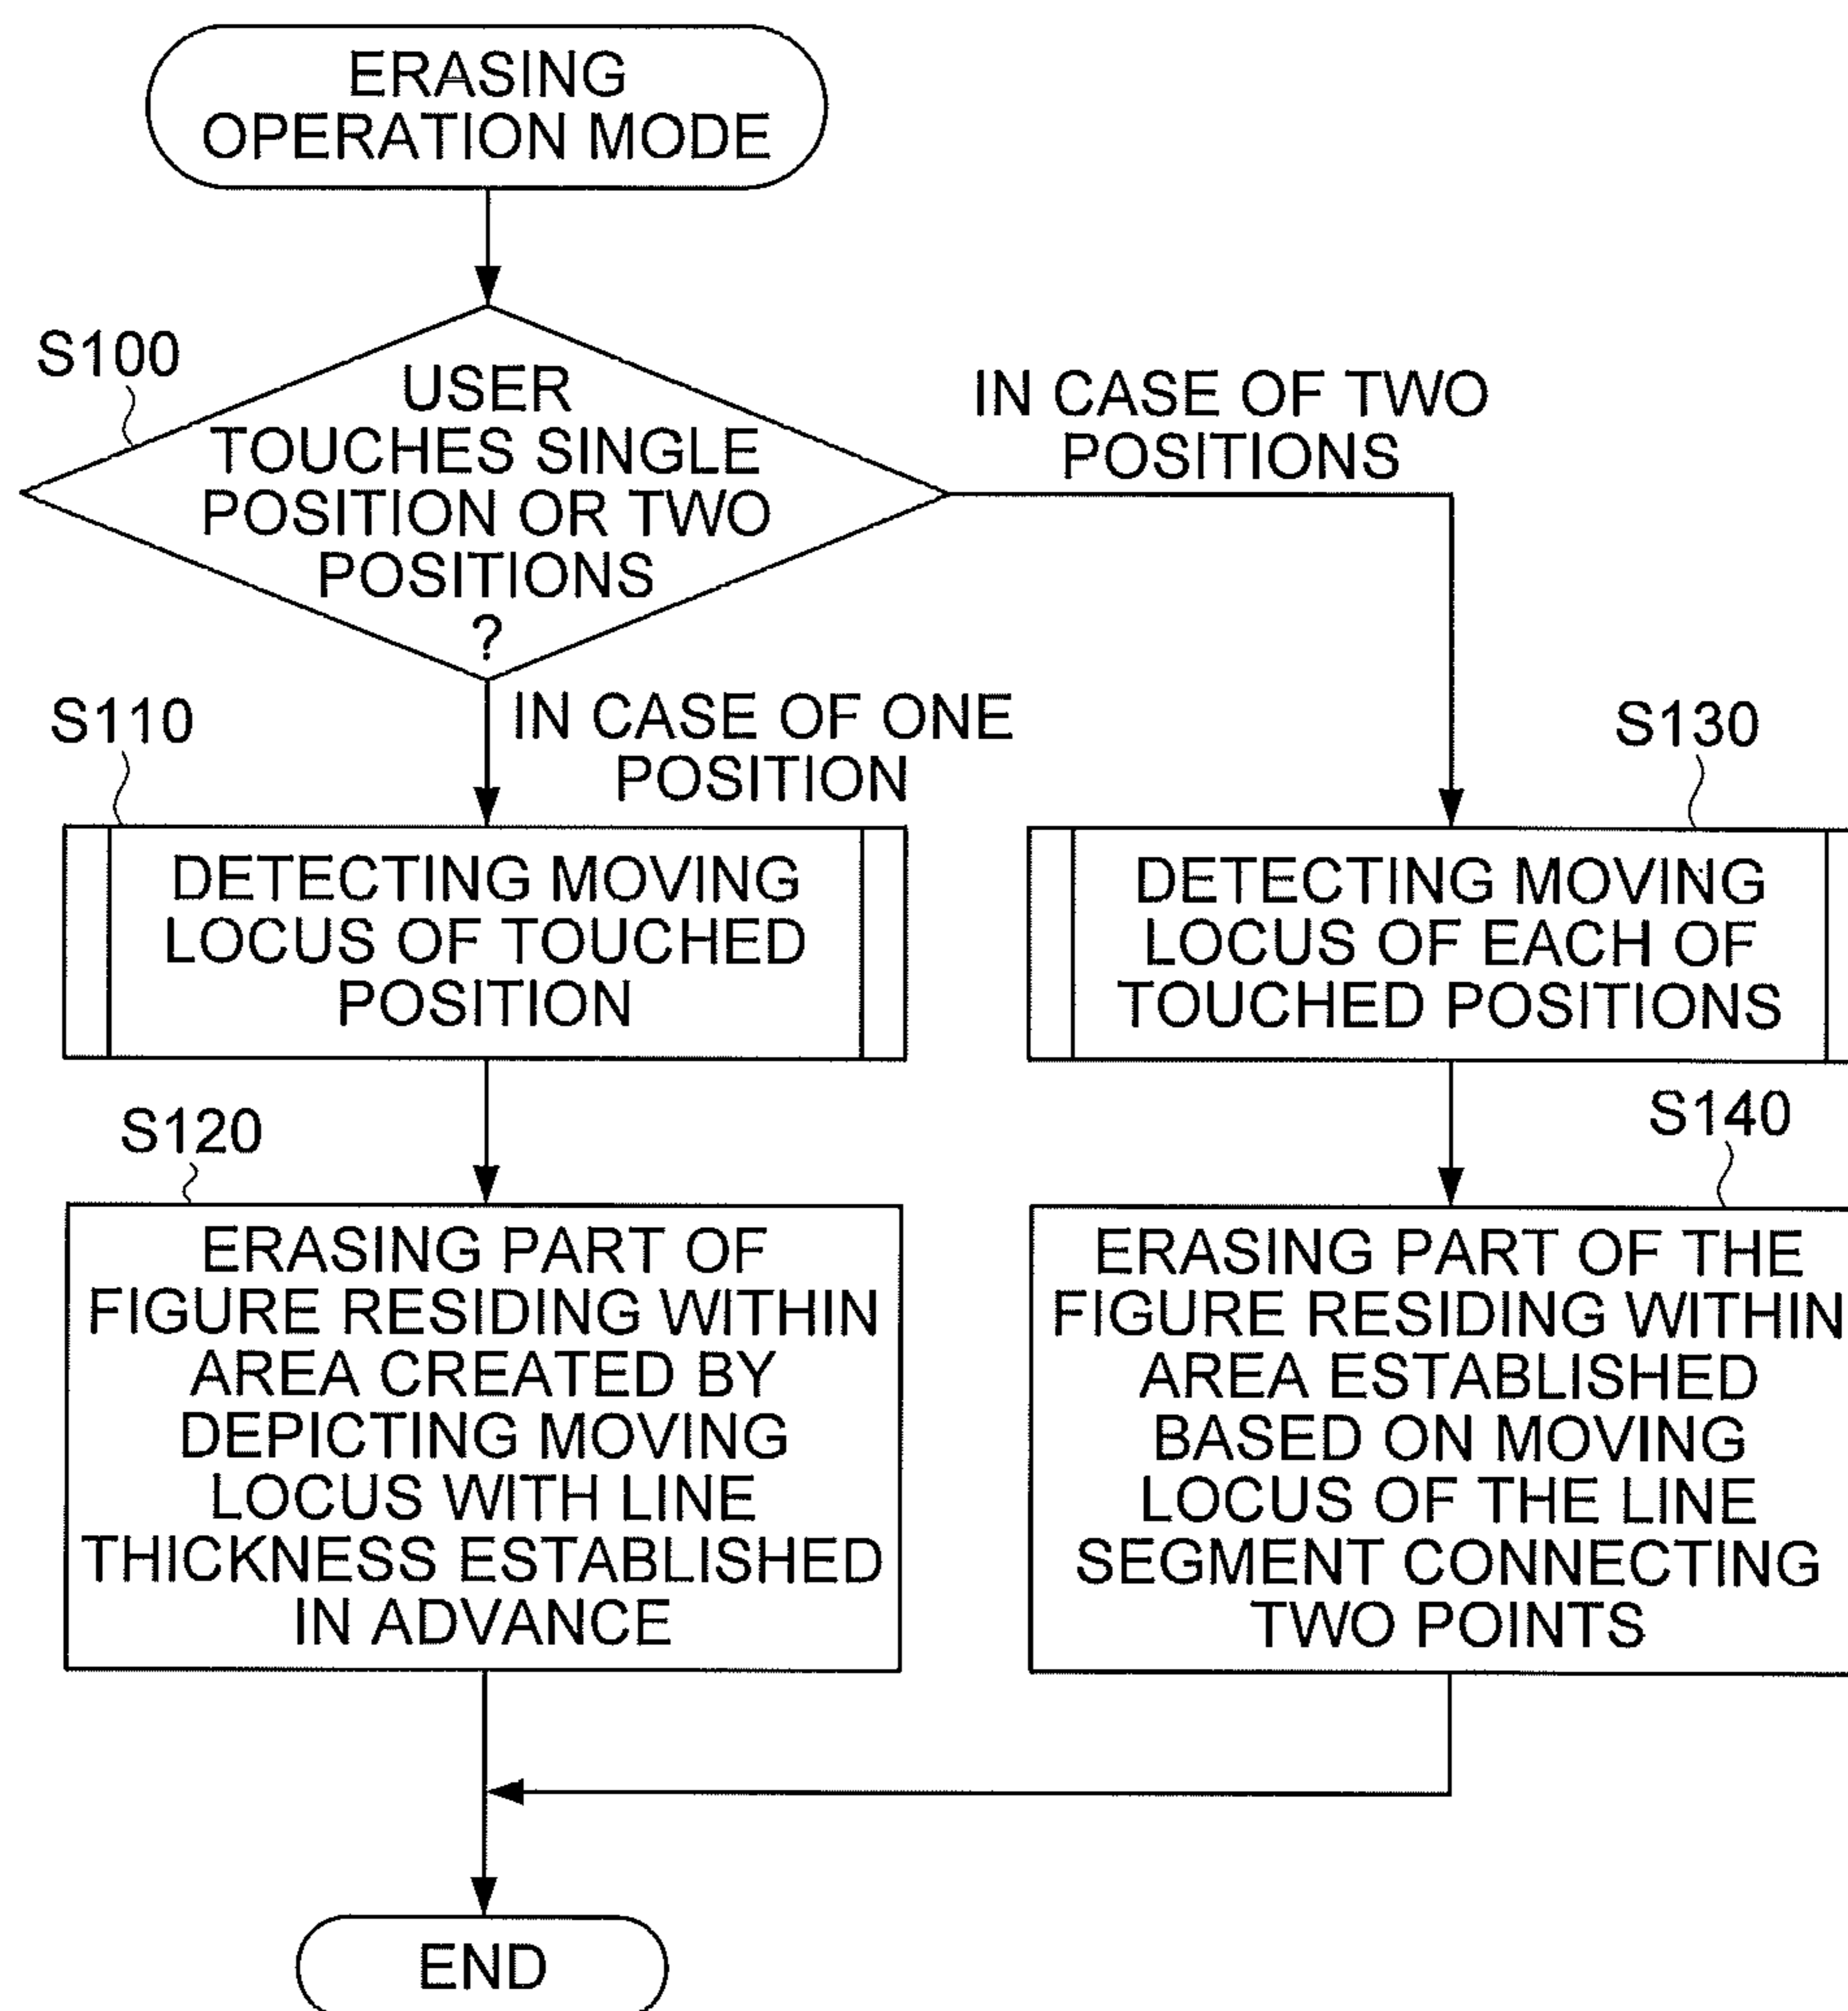 ERASING
OPERATION MODE
S100
USER
TOUCHES SINGLE
POSITION OR TWO
POSITIONS
?
IN CASE OF TWO
POSITIONS
IN CASE OF ONE
POSITION
S110
DETECTING MOVING
LOCUS OF TOUCHED
POSITION
S130
DETECTING MOVING
LOCUS OF EACH OF
TOUCHED POSITIONS
S120
ERASING PART OF
FIGURE RESIDING WITHIN
AREA CREATED BY
DEPICTING MOVING
LOCUS WITH LINE
THICKNESS ESTABLISHED
IN ADVANCE
S140
ERASING PART OF THE
FIGURE RESIDING WITHIN
AREA ESTABLISHED
BASED ON MOVING
LOCUS OF THE LINE
SEGMENT CONNECTING
TWO POINTS
END